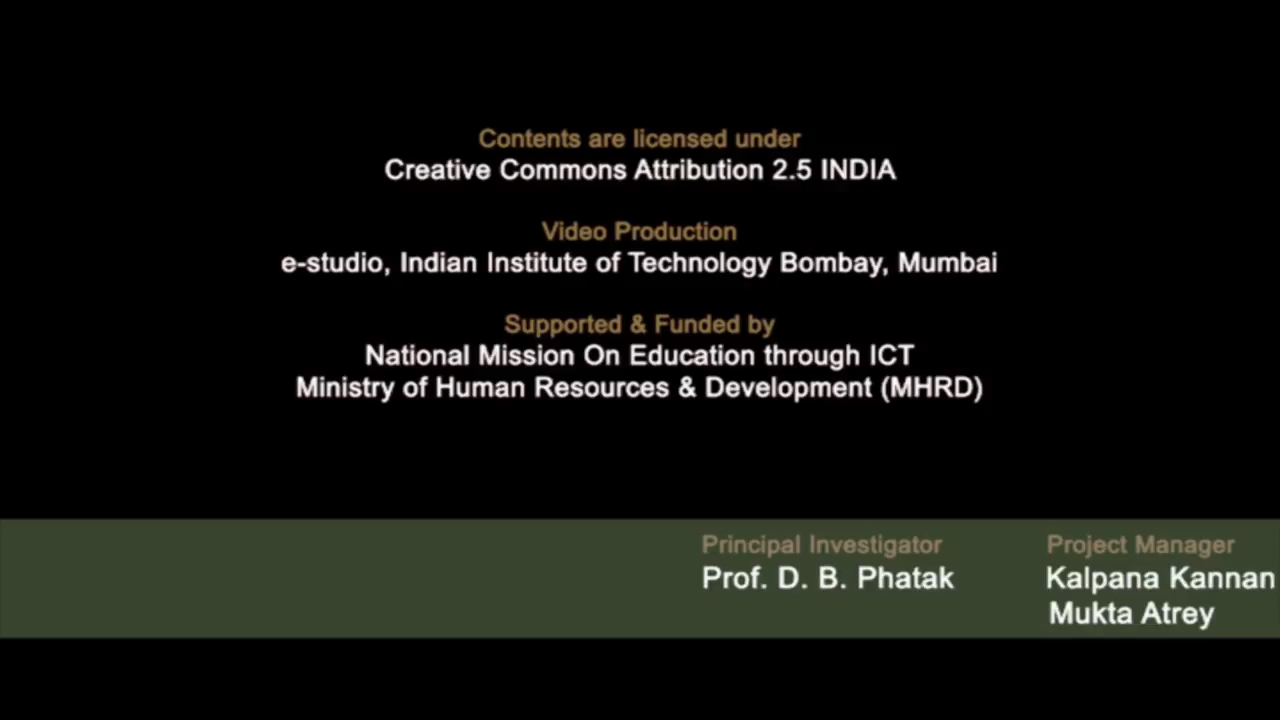 Contents are licensed under
Creative Commons Attribution 2.5 INDIA
Video Production
e-studio, Indian Institute of Technology Bombay, Mumbai
Supported & Funded by
National Mission On Education through ICT
Ministry of Human Resources & Development (MHRD)
Principal Investigator
Prof. D. B. Phatak
Project Manager
Kalpana Kannan
Mukta Atrey